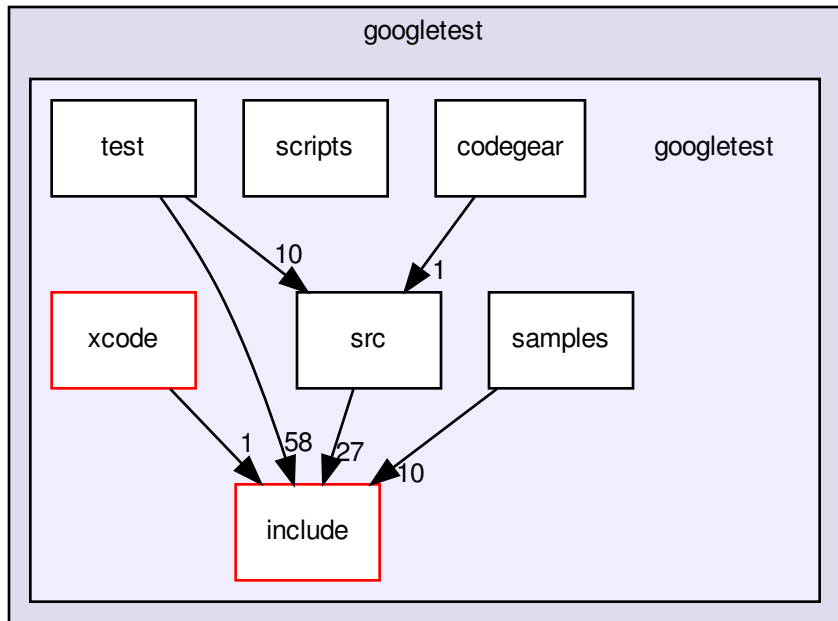 googletest
test
scripts
codegear
googletest
10
1
xcode
src
samples
1
58
27
10
include